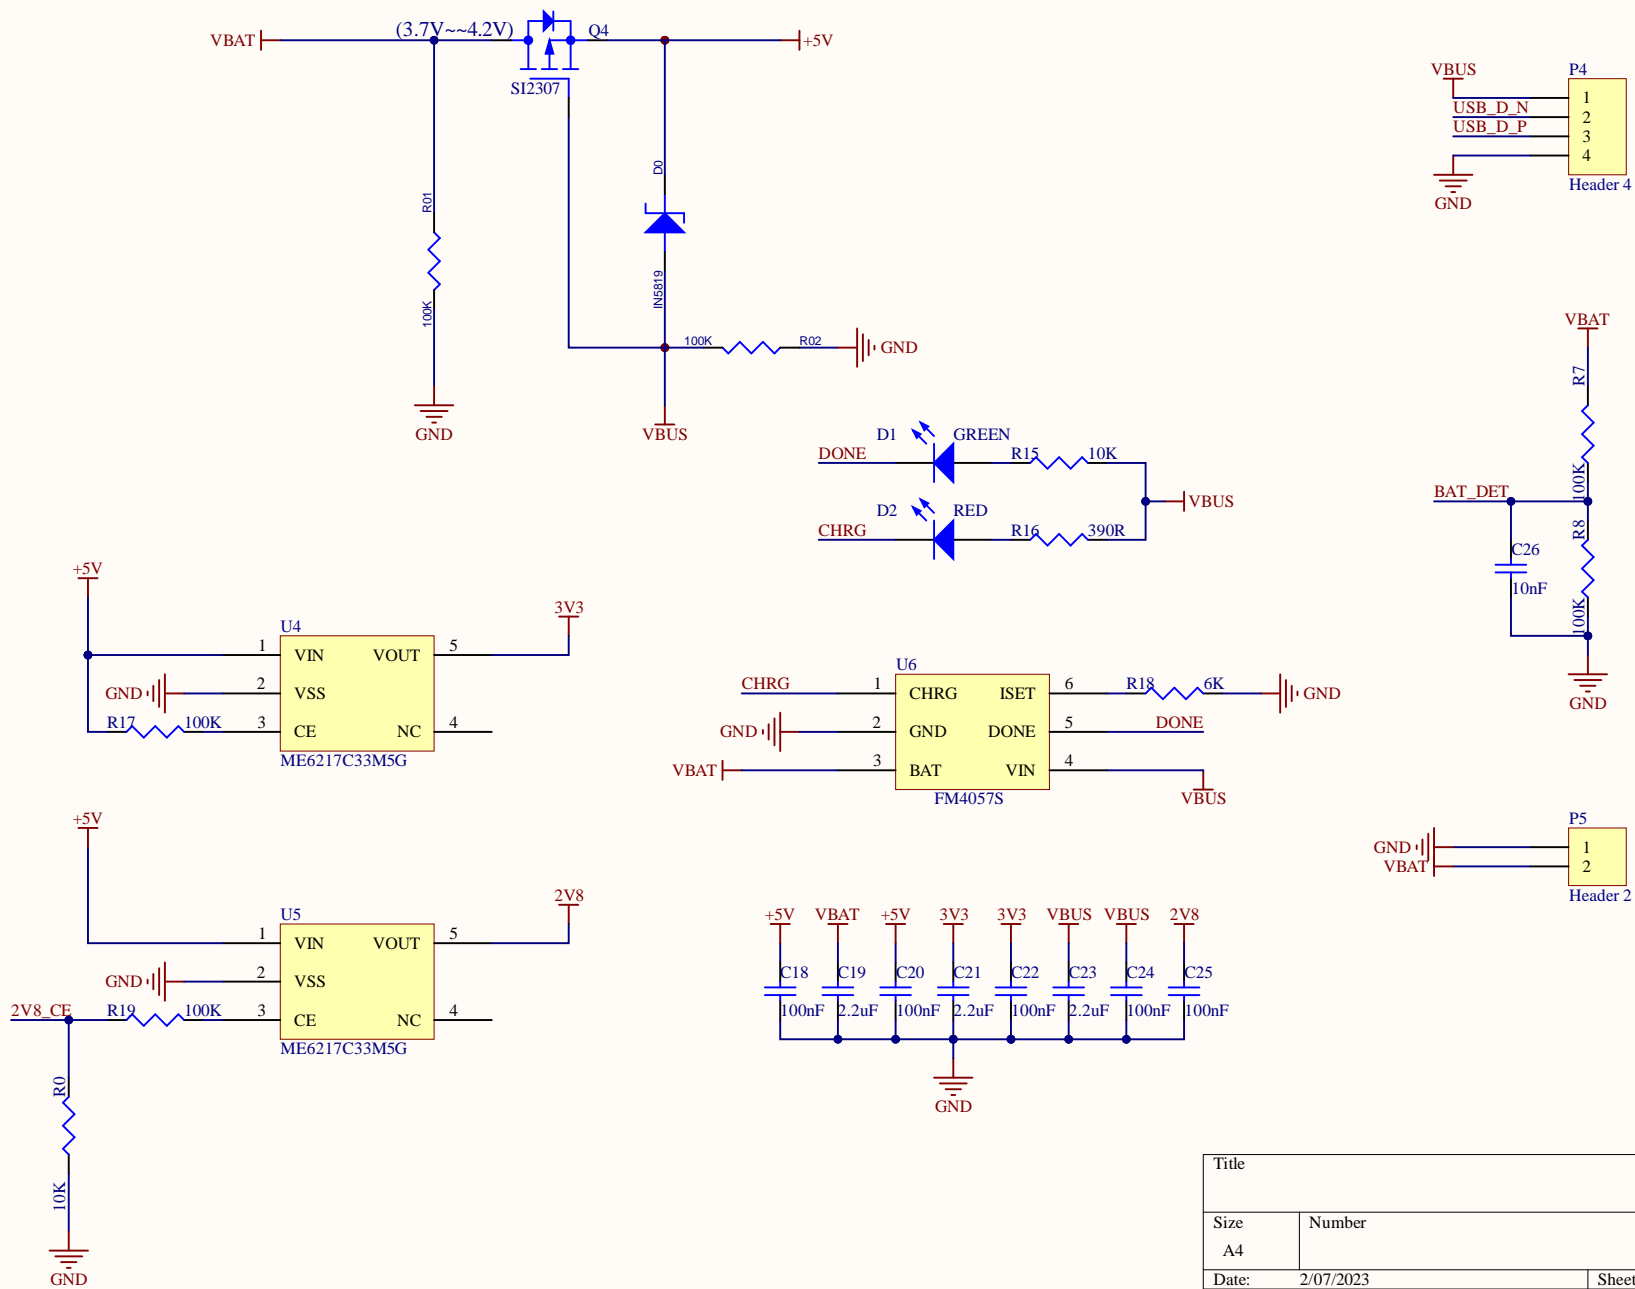 VBAT
(3.7V~~4.2V)
Q4
+5V
SI2307
R01
100K
GND
D0
IN5819
100K
R02
GND
VBUS
VBUS
P4
1
USB_D_N
2
USB_D_P
3
4
Header 4
GND
D1
GREEN
DONE
R15
10K
VBUS
D2
RED
CHRG
R16
390R
VBAT
R7
100K
BAT_DET
R8
100K
C26
10nF
GND
+5V
3V3
U4
1
VIN
VOUT
5
GND
2
VSS
R17
100K
3
CE
NC
4
ME6217C33M5G
U6
CHRG
1
CHRG
ISET
6
R18
6K
GND
GND
2
GND
DONE
5
DONE
VBAT
3
BAT
VIN
4
VBUS
FM4057S
P5
GND
1
VBAT
2
Header 2
+5V
2V8
U5
1
VIN
VOUT
5
GND
2
VSS
2V8_CE
R19
100K
3
CE
NC
4
ME6217C33M5G
R0
10K
GND
+5V
VBAT
+5V
3V3
3V3
VBUS
VBUS
2V8
C18
C19
C20
C21
C22
C23
C24
C25
100nF
2.2uF
100nF
2.2uF
100nF
2.2uF
100nF
100nF
GND
Title
Size
Number
A4
Date:
2/07/2023
Sheet